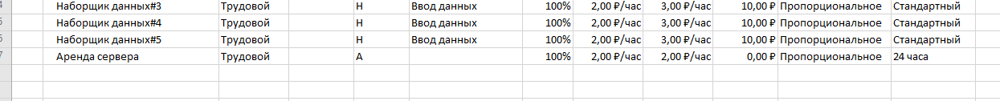 Наборщик данных#3 Трудовой Н Ввод данных 100% 2,00 ₽/час 3,00 ₽/час 10,00 ₽ Пропорциональное Стандартный
Наборщик данных#4 Трудовой Н Ввод данных 100% 2,00 ₽/час 3,00 ₽/час 10,00 ₽ Пропорциональное Стандартный
Наборщик данных#5 Трудовой Н Ввод данных 100% 2,00 ₽/час 3,00 ₽/час 10,00 ₽ Пропорциональное Стандартный
Аренда сервера Трудовой А 100% 2,00 ₽/час 2,00 ₽/час 0,00 ₽ Пропорциональное 24 часа